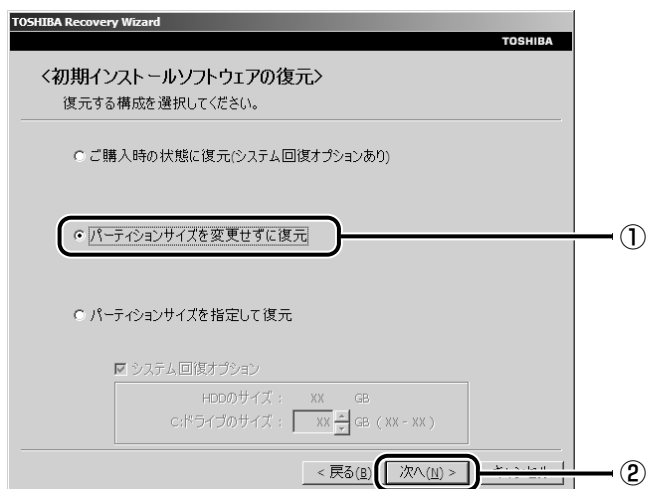 TOSHIBA Recovery Wizard
TOSHIBA
<初期インストールソフトウェアの復元>
復元する構成を選択してください。
ご購入時の状態に復元(システム回復オプションあり)
パーティションサイズを変更せずに復元
①
パーティションサイズを指定して復元
システム回復オプション
HDDのサイズ： XX GB
C:ドライブのサイズ： XX GB ( XX - XX )
< 戻る(B) 次へ(N) >
②